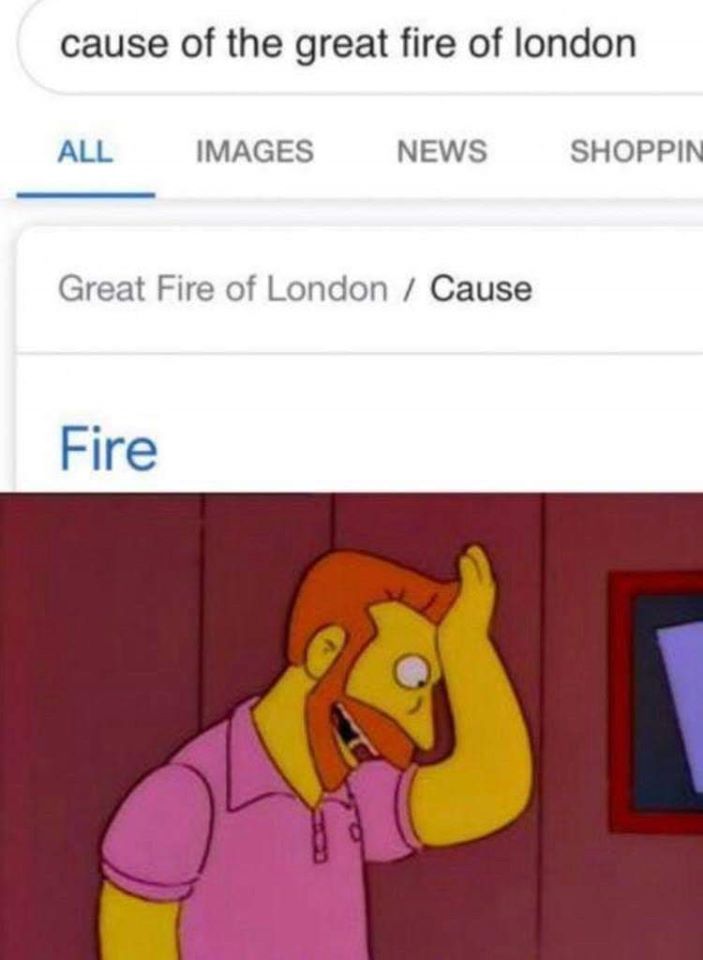 cause of the great fire of london
ALL IMAGES NEWS SHOPPIN
Great Fire of London / Cause
Fire